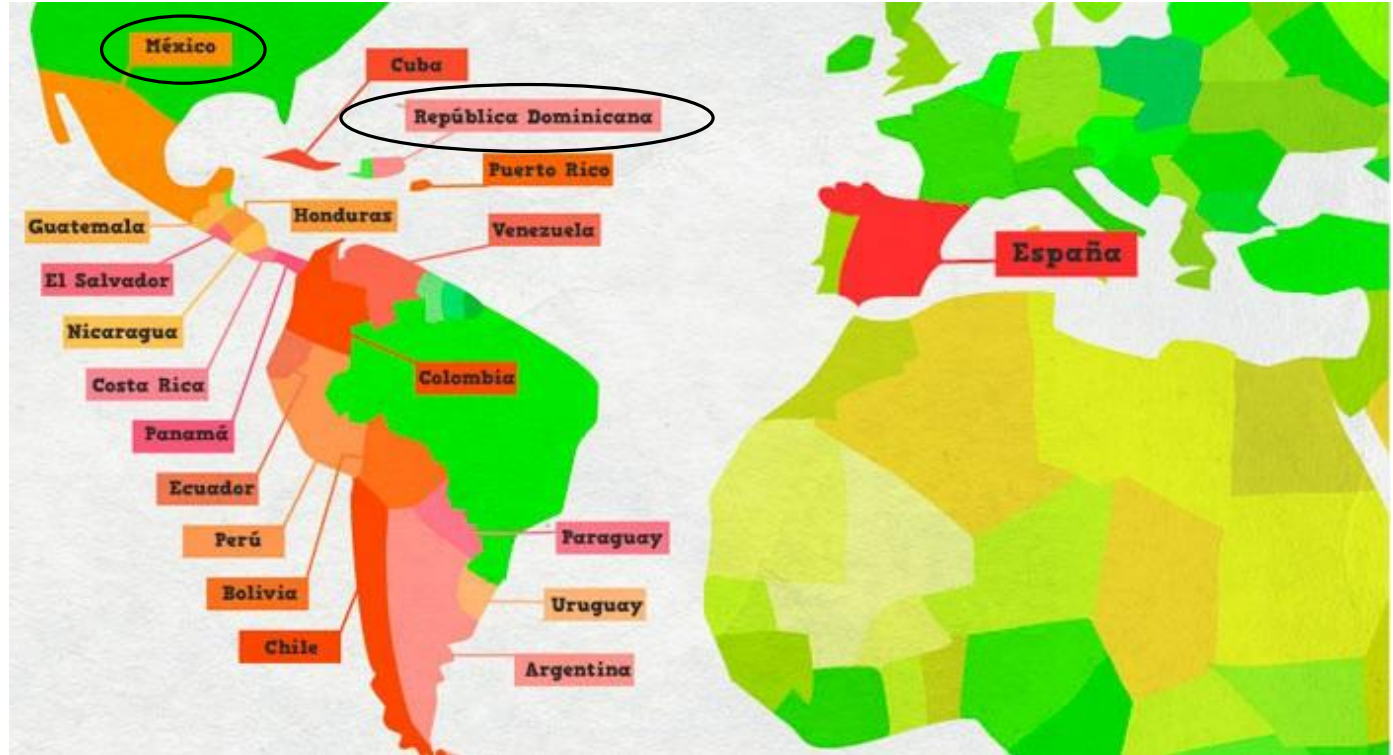 México
Cuba
República Dominicana
Puerto Rico
Honduras
Guatemala
Venezuela
España
El Salvador
Nicaragua
Costa Rica
Colombia
Panamá
Ecuador
Perú
Paraguay
Bolivia
Uruguay
Chile
Argentina